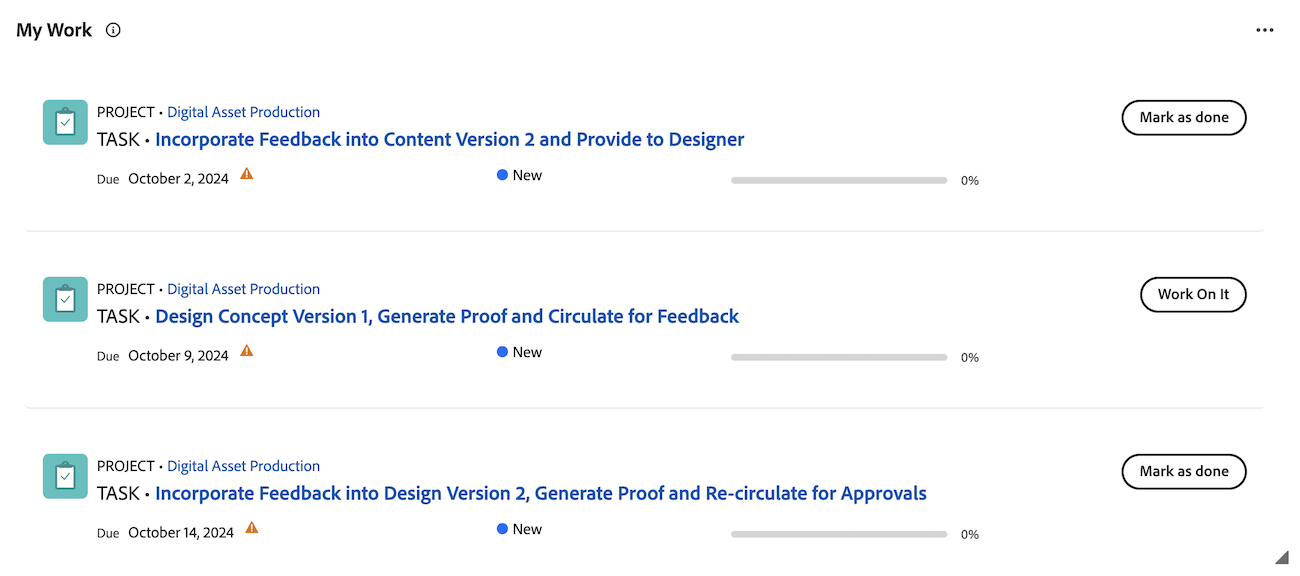 My Work
PROJECT • Digital Asset Production
Mark as done
TASK • Incorporate Feedback into Content Version 2 and Provide to Designer
Due October 2, 2024
New
0%
PROJECT • Digital Asset Production
Work On It
TASK • Design Concept Version 1, Generate Proof and Circulate for Feedback
Due October 9, 2024
New
0%
PROJECT • Digital Asset Production
Mark as done
TASK • Incorporate Feedback into Design Version 2, Generate Proof and Re-circulate for Approvals
Due October 14, 2024
New
0%